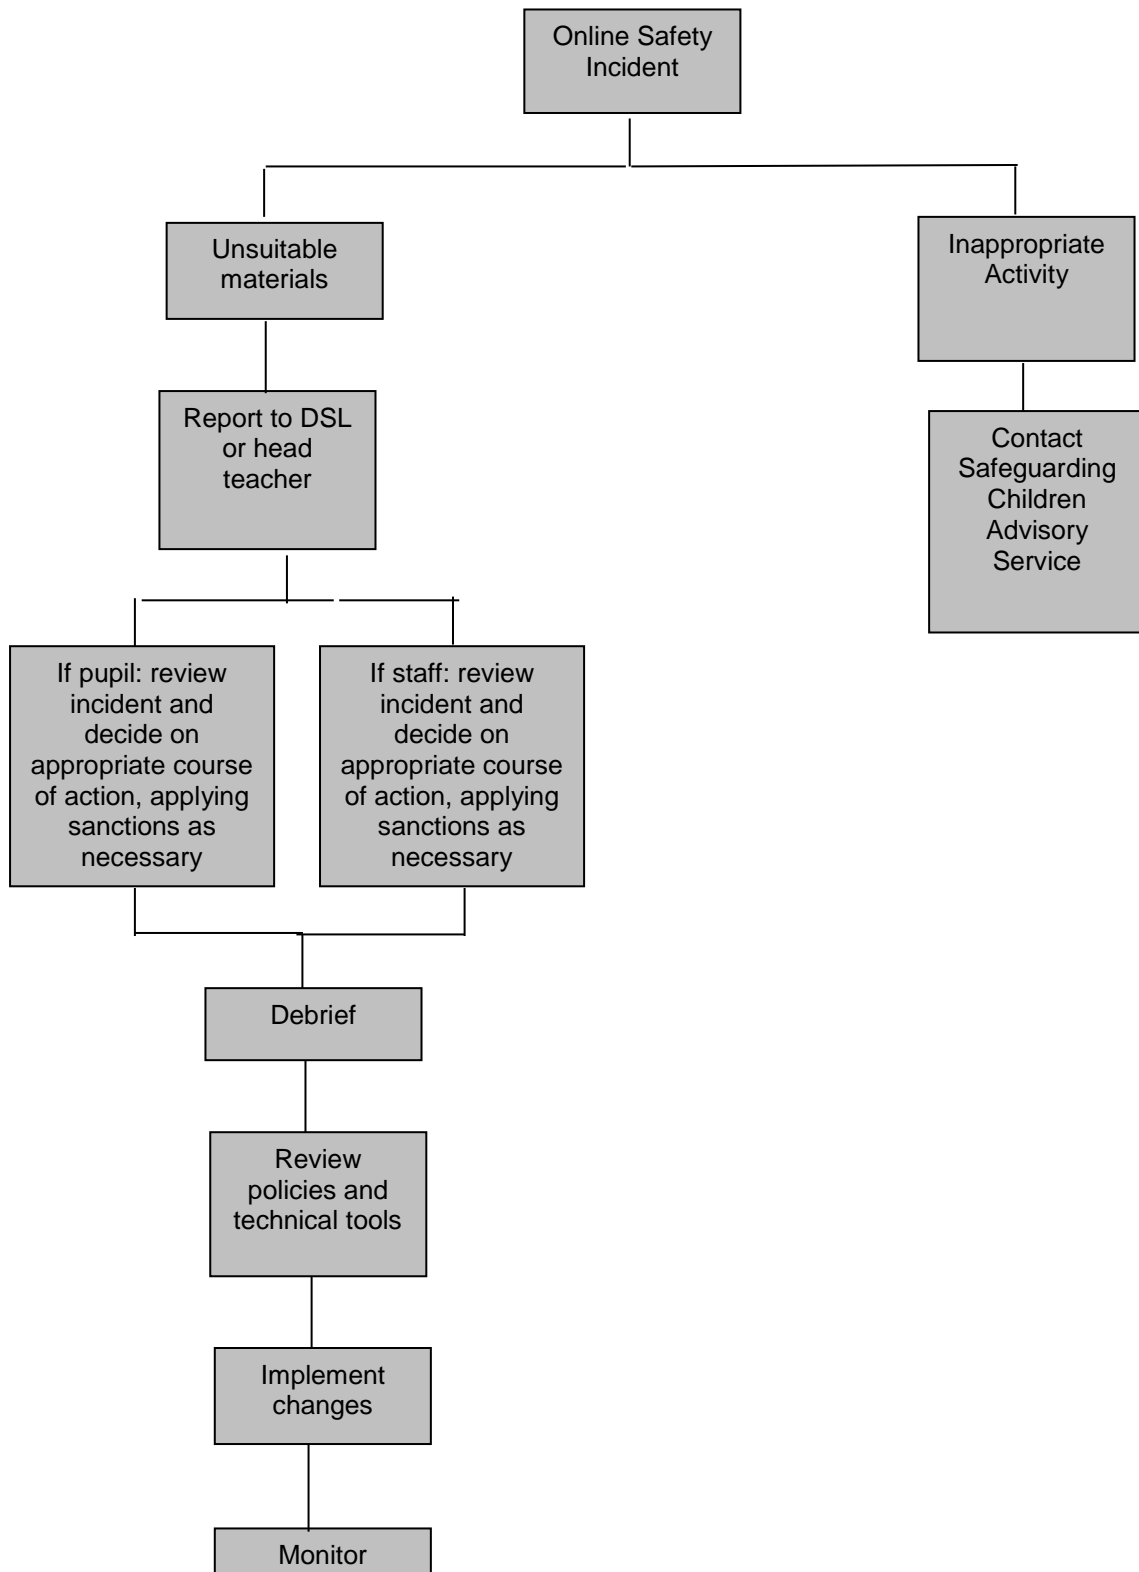 Online Safety
Incident
Unsuitable
materials
Inappropriate
Activity
Report to DSL
or head
teacher
Contact
Safeguarding
Children
Advisory
Service
If pupil: review
incident and
decide on
appropriate course
of action, applying
sanctions as
necessary
If staff: review
incident and
decide on
appropriate course
of action, applying
sanctions as
necessary
Debrief
Review
policies and
technical tools
Implement
changes
Monitor